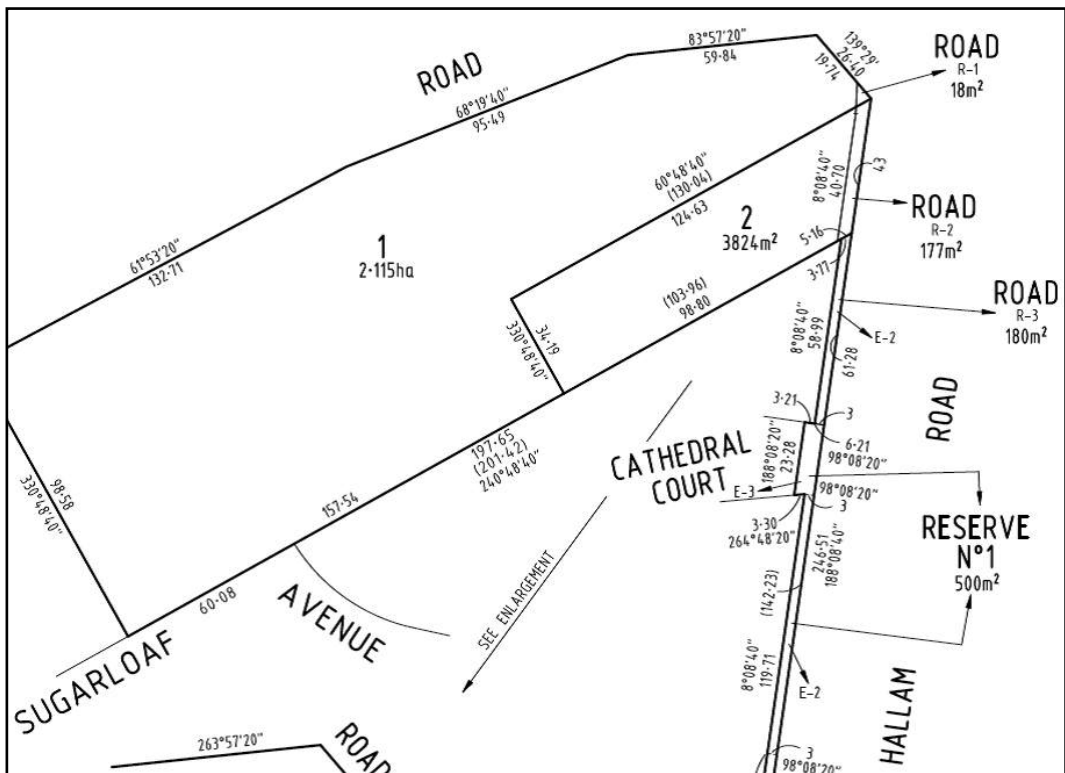 83°57'20"
59·84
139°29'
26·40
19·74
ROAD
R-1
18m²
ROAD
68°19'40"
95·49
60°48'40"
(130·04)
124·63
8°08'40"
40·70
43
ROAD
R-2
177m²
2
3824m²
5·16
3·77
1
2·115ha
61°53'20"
132·71
(103·96)
98·80
34·19
330°48'40"
ROAD
R-3
180m²
8°08'40"
58·99
E-2
61·28
ROAD
3·21
3
6·21
98°08'20"
CATHEDRAL
COURT
188°08'20"
23·28
E-3
98°08'20"
3
3·30
264°48'20"
197·65
(201·42)
240°48'40"
98·58
330°48'40"
157·54
RESERVE
Nº1
500m²
246·51
188°08'40"
(142·23)
SEE ENLARGEMENT
60·08
AVENUE
SUGARLOAF
8°08'40"
119·71
E-2
HALLAM
263°57'20"
ROAD
3
98°08'20"